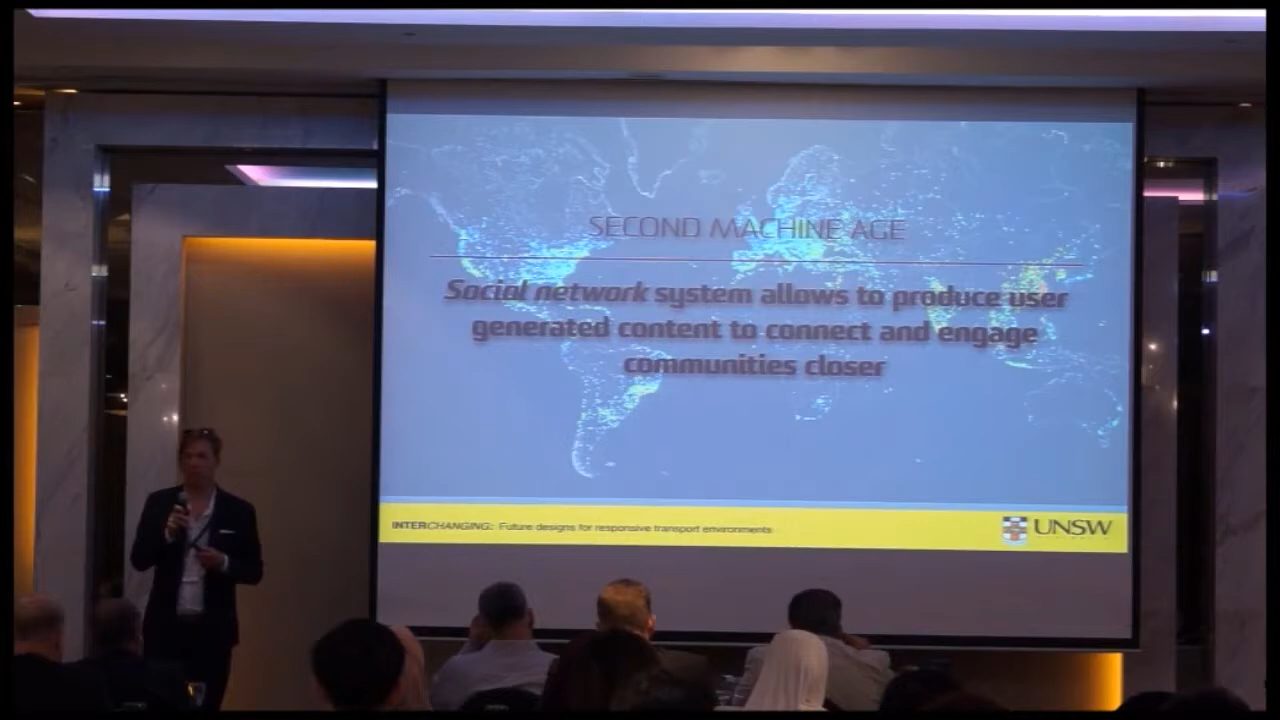 SECOND MACHINE AGE
Social network system allows to produce user
generated content to connect and engage
communities closer
INTERCHANGING: Future designs for responsive transport environments
UNSW